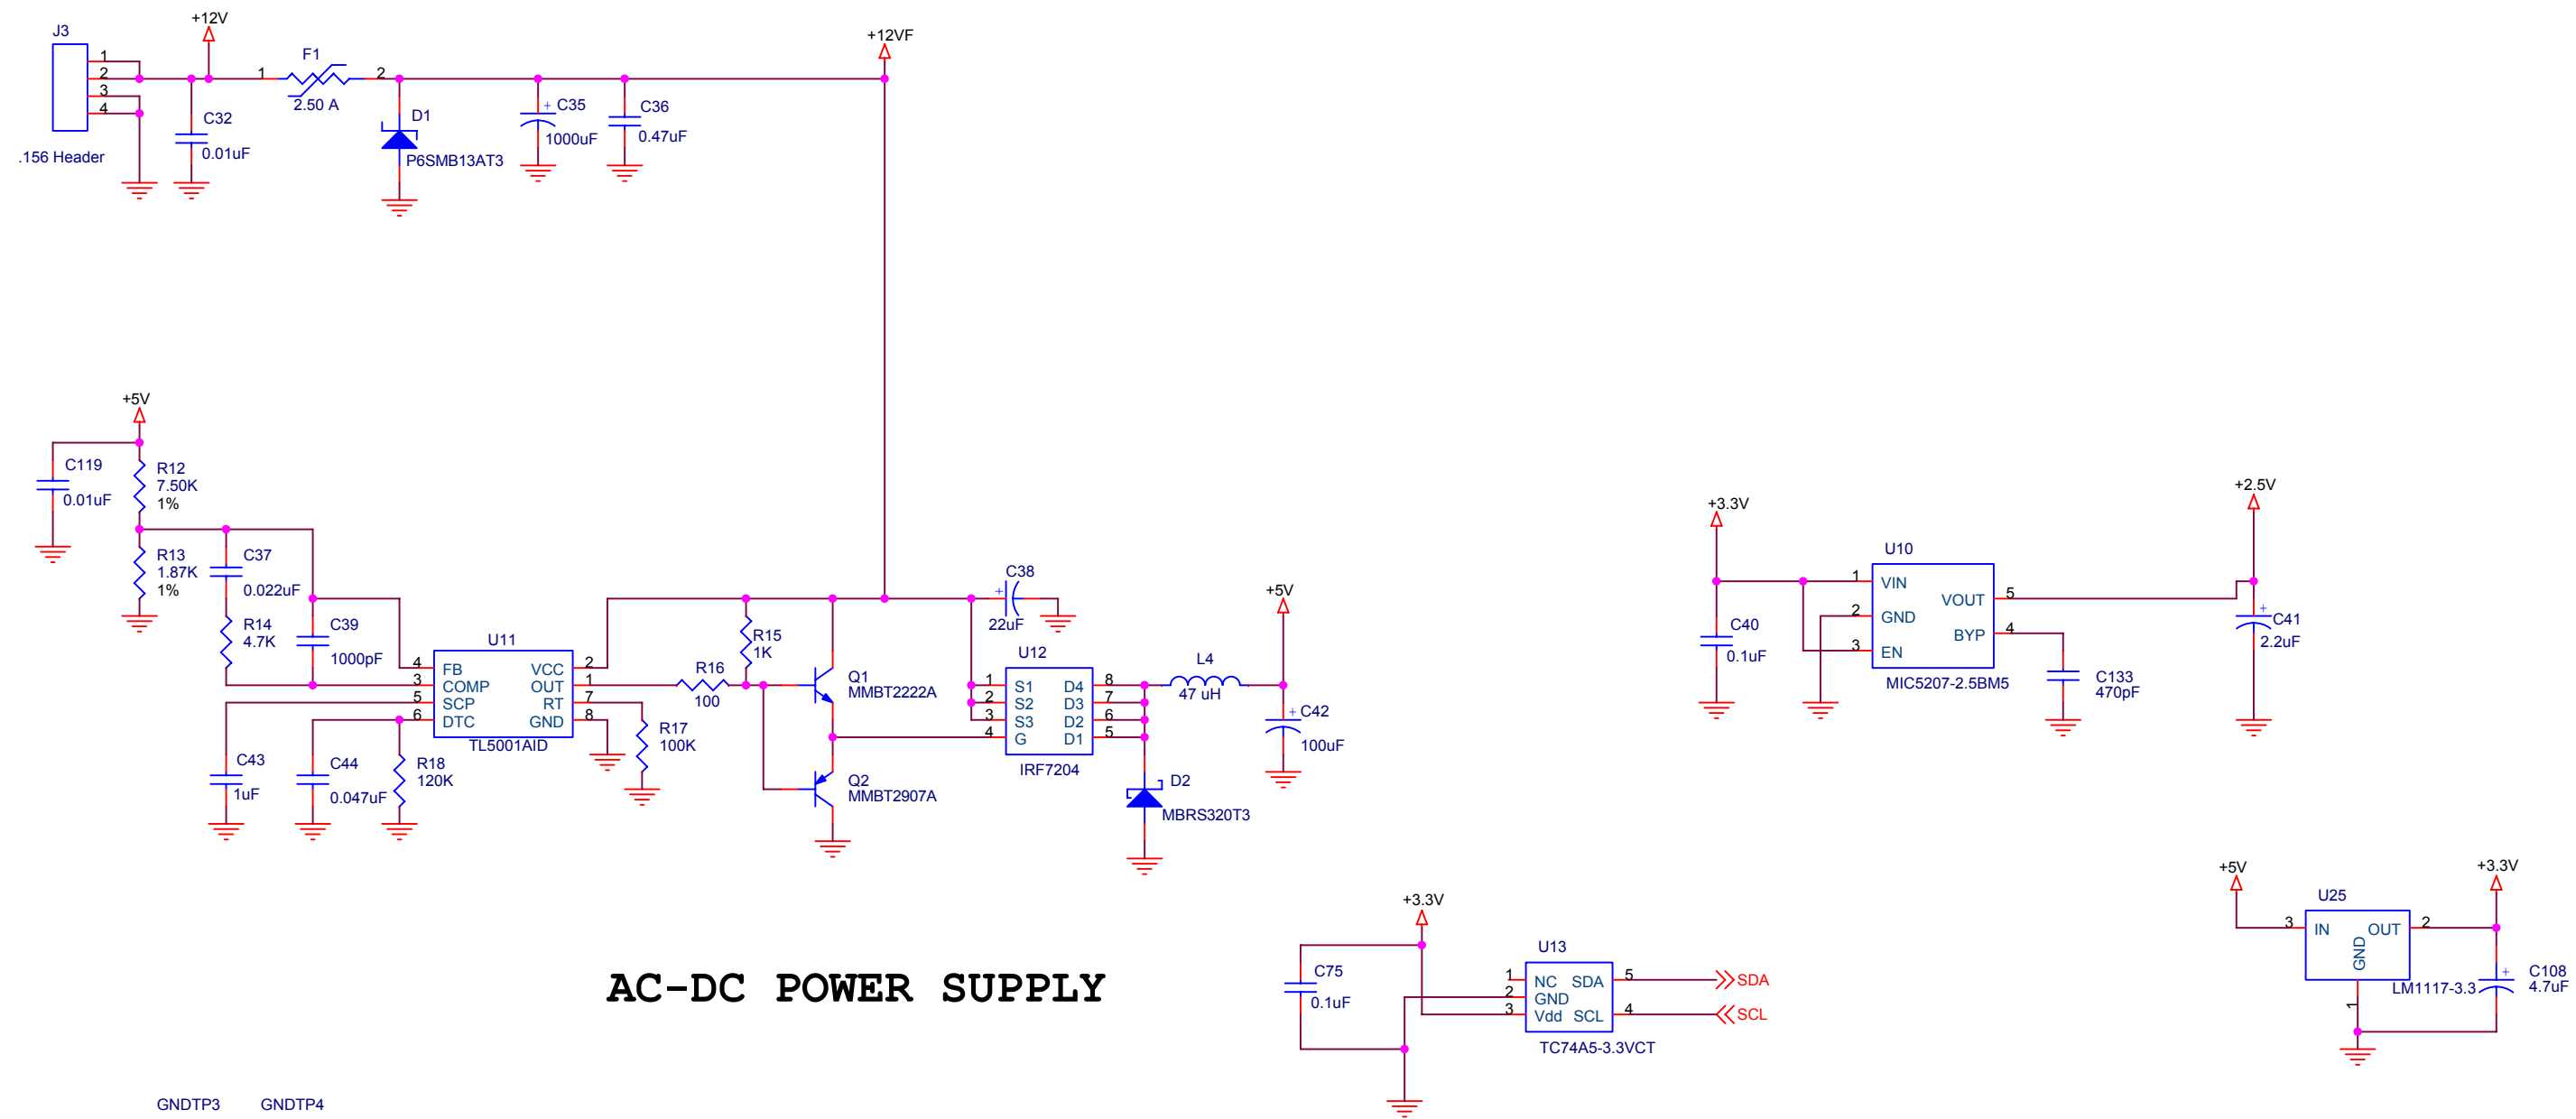 +12V
J3
1
2
3
4
.156 Header
C32
0.01uF
1
F1
2
2.50 A
D1
P6SMB13AT3
+ C35
1000uF
C36
0.47uF
+12VF
+5V
C119
0.01uF
R12
7.50K
1%
R13
1.87K
1%
C37
0.022uF
R14
4.7K
C39
1000pF
U11
4 FB VCC 2
3 COMP OUT 1
5 SCP RT 7
6 DTC GND 8
TL5001AID
C43
1uF
C44
0.047uF
R18
120K
R17
100K
R16
100
R15
1K
Q1
MMBT2222A
Q2
MMBT2907A
C38
+
22uF
U12
1 S1 D4 8
2 S2 D3 7
3 S3 D2 6
4 G D1 5
IRF7204
L4
47 uH
+5V
+ C42
100uF
D2
MBRS320T3
+3.3V
C40
0.1uF
U10
1 VIN
VOUT 5
2 GND
BYP 4
3 EN
MIC5207-2.5BM5
C133
470pF
+2.5V
+
C41
2.2uF
+5V
U25
3 IN OUT 2
GND
1
LM1117-3.3
+3.3V
+
C108
4.7uF
+3.3V
C75
0.1uF
U13
1 NC SDA 5 SDA
2 GND
3 Vdd SCL 4 SCL
TC74A5-3.3VCT
AC-DC POWER SUPPLY
GNDTP3 GNDTP4